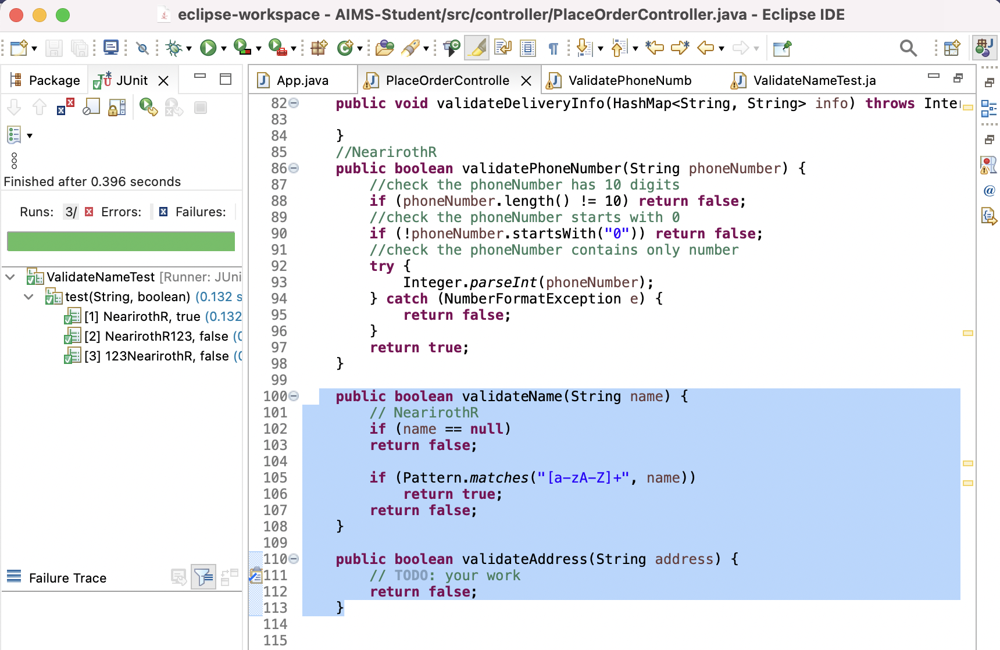 eclipse-workspace - AIMS-Student/src/controller/PlaceOrderController.java - Eclipse IDE
Package
JUnit
App.java
PlaceOrderControlle
ValidatePhoneNumb
ValidateNameTest.ja
Finished after 0.396 seconds
Runs: 3/ Errors: Failures:
ValidateNameTest [Runner: JUni
test(String, boolean) (0.132 s
[1] NearirothR, true (0.132
[2] NearirothR123, false (0
[3] 123NearirothR, false (0
Failure Trace
82 public void validateDeliveryInfo(HashMap<String, String> info) throws Inter
83
84 }
85 //NearirothR
86 public boolean validatePhoneNumber(String phoneNumber) {
87 //check the phoneNumber has 10 digits
88 if (phoneNumber.length() != 10) return false;
89 //check the phoneNumber starts with 0
90 if (!phoneNumber.startsWith("0")) return false;
91 //check the phoneNumber contains only number
92 try {
93 Integer.parseInt(phoneNumber);
94 } catch (NumberFormatException e) {
95 return false;
96 }
97 return true;
98 }
99
100 public boolean validateName(String name) {
101 // NearirothR
102 if (name == null)
103 return false;
104
105 if (Pattern.matches("[a-zA-Z]+", name))
106 return true;
107 return false;
108 }
109
110 public boolean validateAddress(String address) {
111 // TODO: your work
112 return false;
113 }
114
115